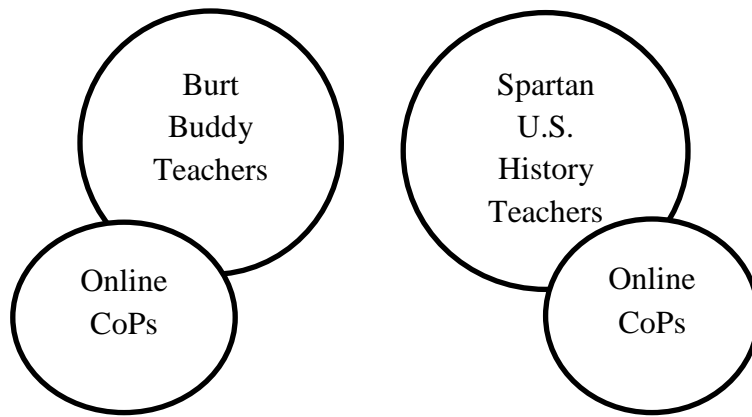 Burt
Buddy
Teachers
Spartan
U.S.
History
Teachers
Online
CoPs
Online
CoPs